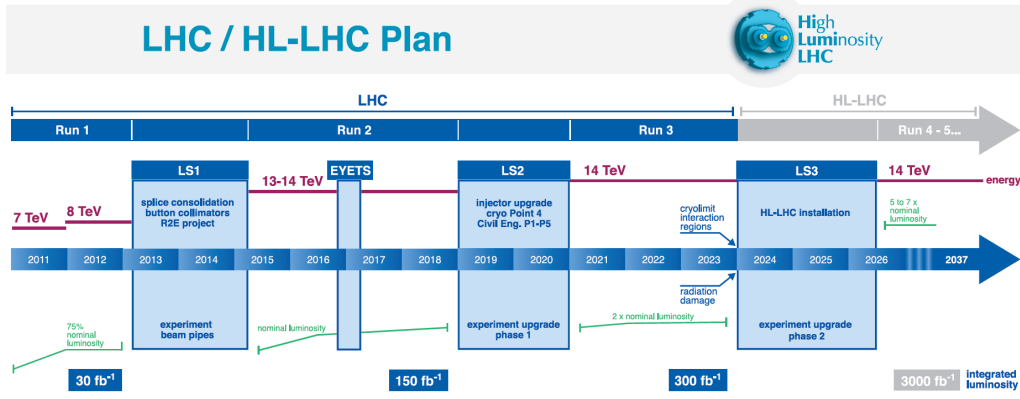 LHC / HL-LHC Plan
High
Luminosity
LHC
LHC
HL-LHC
Run 1
Run 2
Run 3
Run 4 - 5...
LS1
EYETS
LS2
14 TeV
LS3
14 TeV
energy
13-14 TeV
splice consolidation
button collimators
R2E project
injector upgrade
cryo Point 4
Civil Eng. P1-P5
HL-LHC installation
cryolimit
interaction
regions
5 to 7 x
nominal
luminosity
7 TeV
8 TeV
2011 2012 2013 2014 2015 2016 2017 2018 2019 2020 2021 2022 2023 2024 2025 2026 2037
radiation
damage
75%
nominal
luminosity
experiment
beam pipes
nominal luminosity
experiment upgrade
phase 1
2 x nominal luminosity
experiment upgrade
phase 2
30 fb⁻¹
150 fb⁻¹
300 fb⁻¹
3000 fb⁻¹
integrated
luminosity